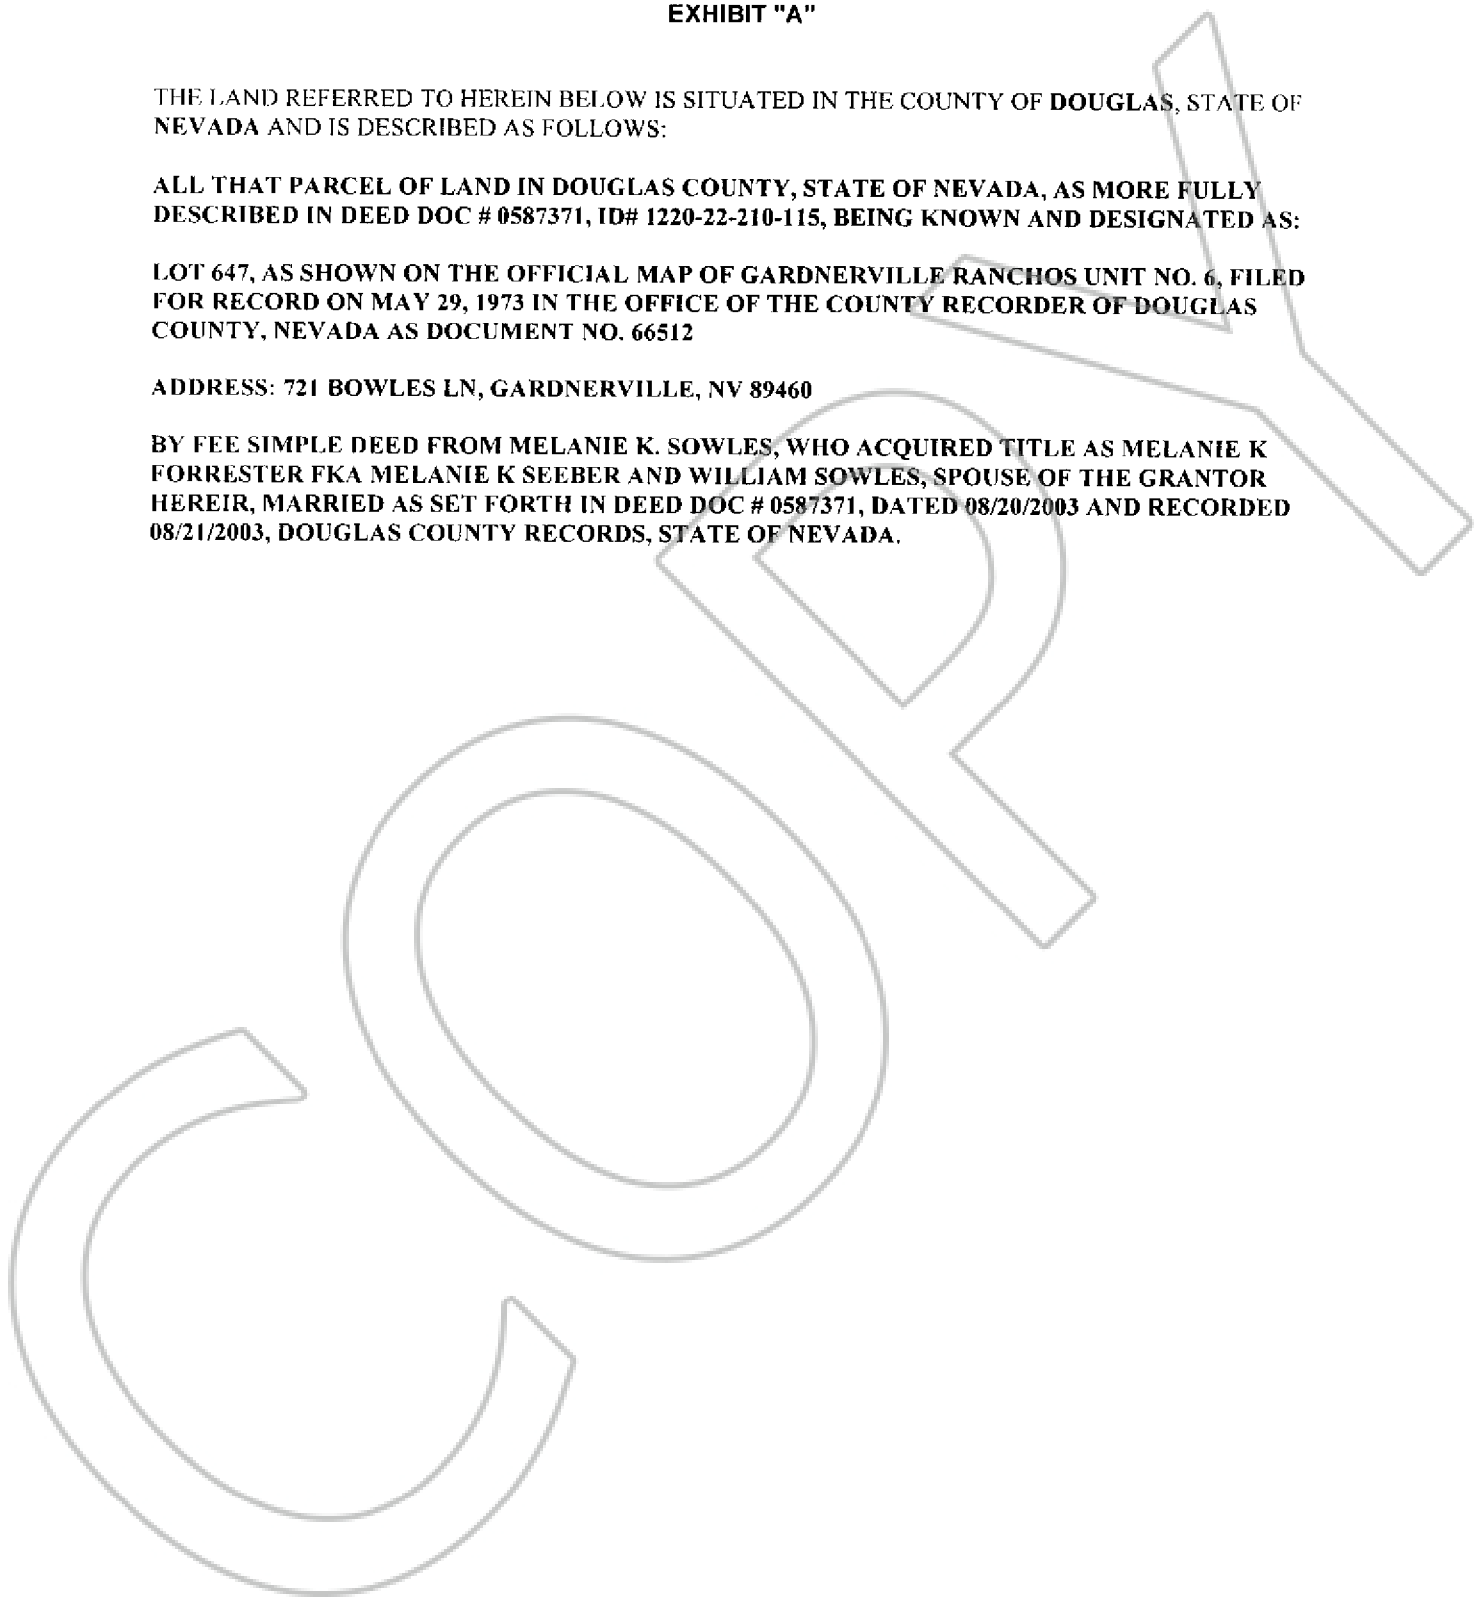 EXHIBIT "A"
THE LAND REFERRED TO HEREIN BELOW IS SITUATED IN THE COUNTY OF DOUGLAS, STATE OF
NEVADA AND IS DESCRIBED AS FOLLOWS:
ALL THAT PARCEL OF LAND IN DOUGLAS COUNTY, STATE OF NEVADA, AS MORE FULLY
DESCRIBED IN DEED DOC # 0587371, ID# 1220-22-210-115, BEING KNOWN AND DESIGNATED AS:
LOT 647, AS SHOWN ON THE OFFICIAL MAP OF GARDNERVILLE RANCHOS UNIT NO. 6, FILED
FOR RECORD ON MAY 29, 1973 IN THE OFFICE OF THE COUNTY RECORDER OF DOUGLAS
COUNTY, NEVADA AS DOCUMENT NO. 66512
ADDRESS: 721 BOWLES LN, GARDNERVILLE, NV 89460
BY FEE SIMPLE DEED FROM MELANIE K. SOWLES, WHO ACQUIRED TITLE AS MELANIE K
FORRESTER FKA MELANIE K SEEBER AND WILLIAM SOWLES, SPOUSE OF THE GRANTOR
HEREIR, MARRIED AS SET FORTH IN DEED DOC # 0587371, DATED 08/20/2003 AND RECORDED
08/21/2003, DOUGLAS COUNTY RECORDS, STATE OF NEVADA.
COPY